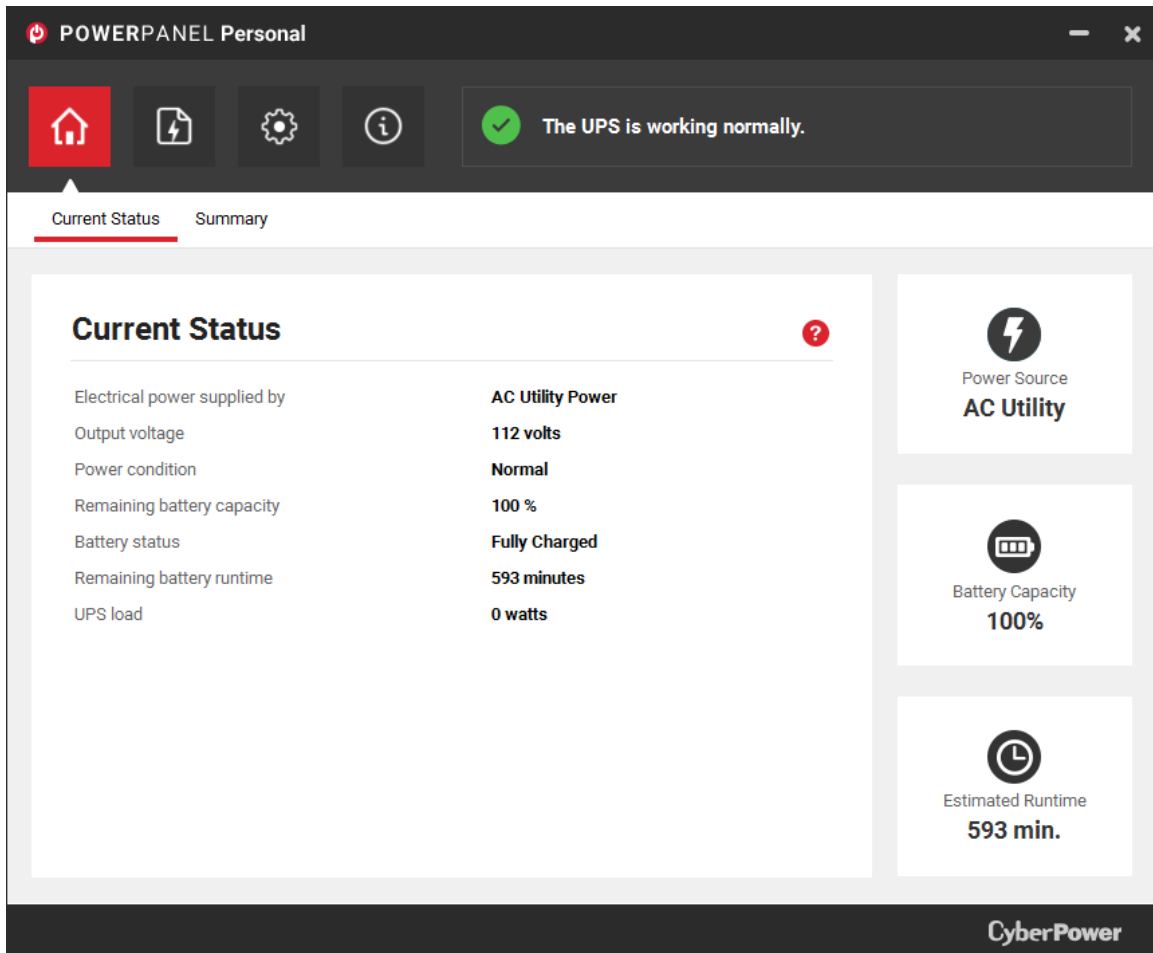 POWERPANEL Personal
The UPS is working normally.
Current Status Summary
Current Status
?
Electrical power supplied by AC Utility Power
Output voltage 112 volts
Power condition Normal
Remaining battery capacity 100 %
Battery status Fully Charged
Remaining battery runtime 593 minutes
UPS load 0 watts
Power Source
AC Utility
Battery Capacity
100%
Estimated Runtime
593 min.
CyberPower